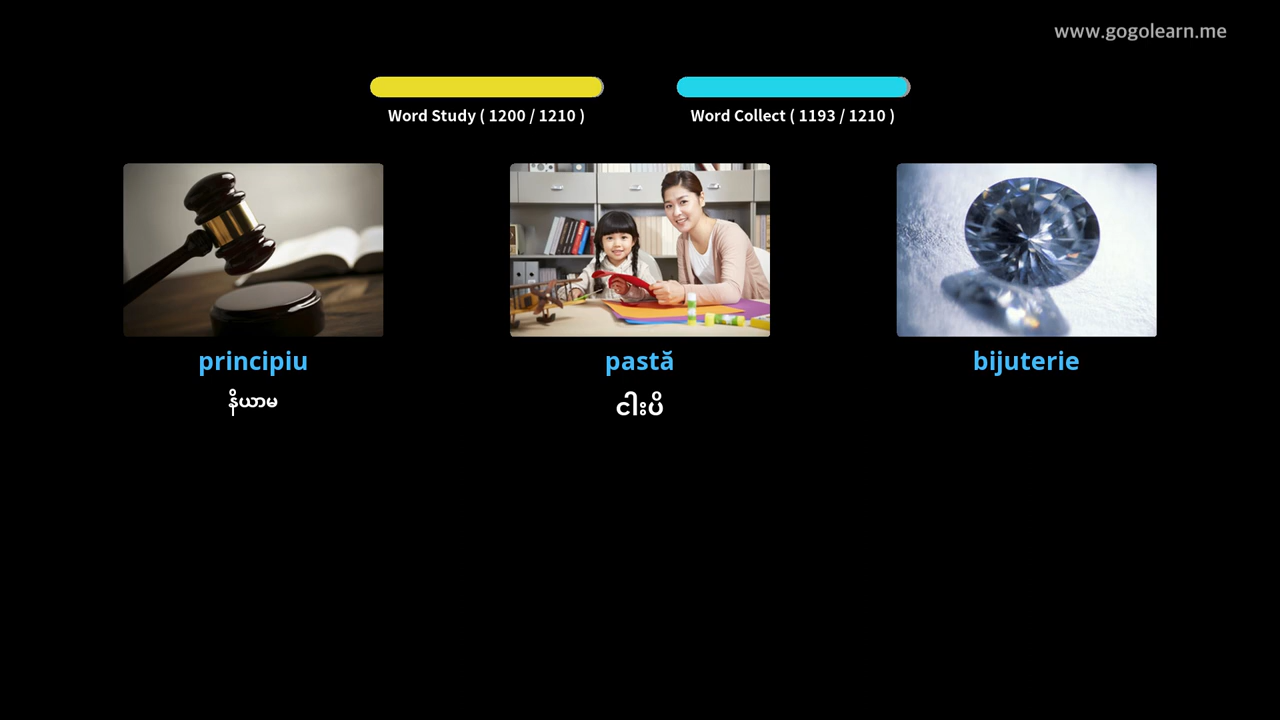 www.gogolearn.me
Word Study ( 1200 / 1210 )
Word Collect ( 1193 / 1210 )
principiu
pastă
bijuterie
နိယာမ
ငါးပိ